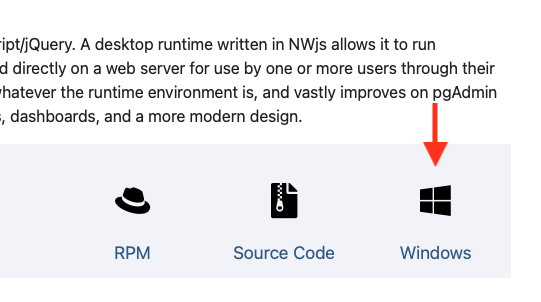 ript/jQuery. A desktop runtime written in NWjs allows it to run
d directly on a web server for use by one or more users through their
whatever the runtime environment is, and vastly improves on pgAdmin
s, dashboards, and a more modern design.
RPM Source Code Windows